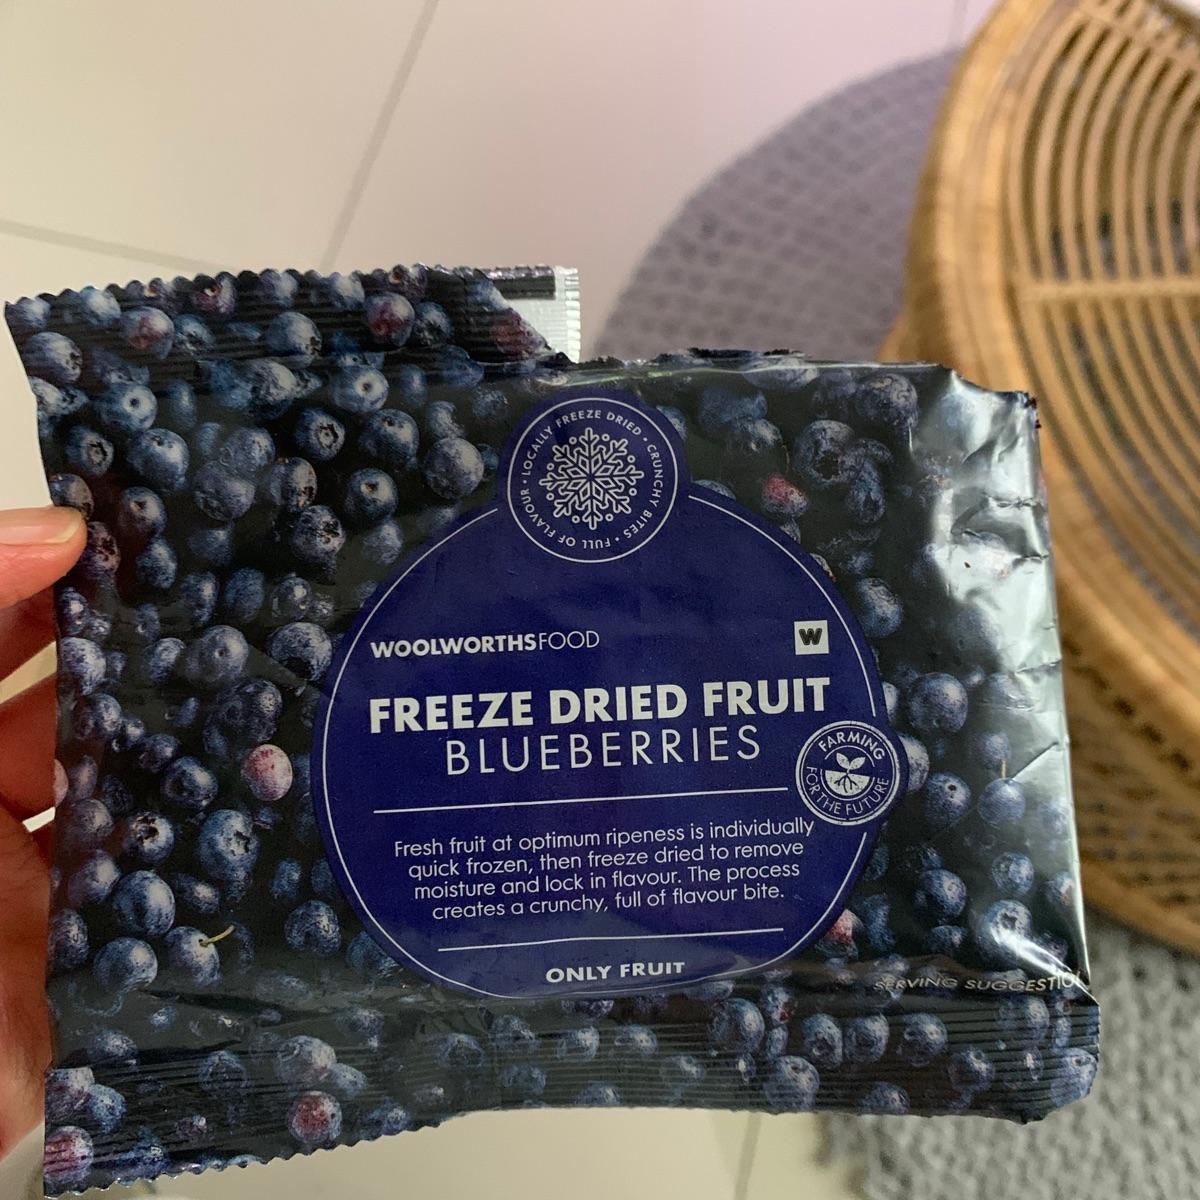 LOCALLY FREEZE DRIED • CRUNCHY BITES • FULL OF FLAVOUR •
WOOLWORTHSFOOD
W
FREEZE DRIED FRUIT
BLUEBERRIES
FARMING
FOR THE FUTURE
Fresh fruit at optimum ripeness is individually
quick frozen, then freeze dried to remove
moisture and lock in flavour. The process
creates a crunchy, full of flavour bite.
ONLY FRUIT
SERVING SUGGESTION